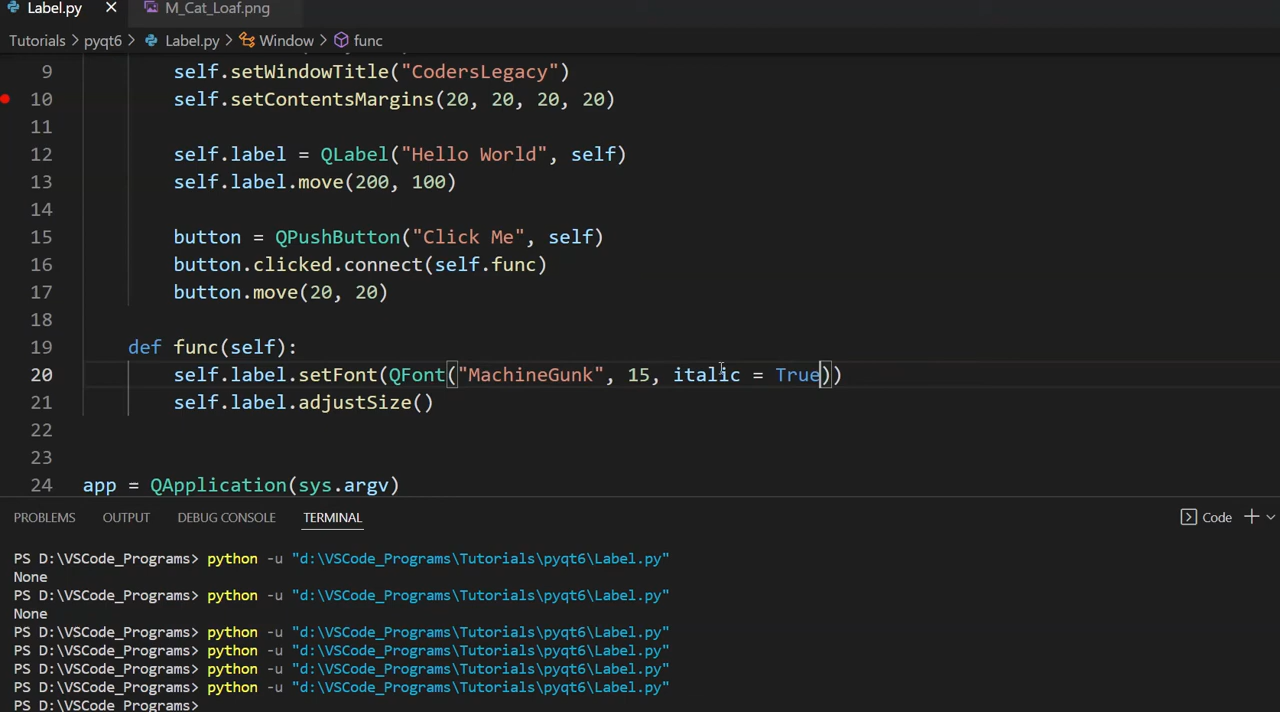 Label.py × M_Cat_Loaf.png
Tutorials > pyqt6 > Label.py > Window > func
9 self.setWindowTitle("CodersLegacy")
10 self.setContentsMargins(20, 20, 20, 20)
11
12 self.label = QLabel("Hello World", self)
13 self.label.move(200, 100)
14
15 button = QPushButton("Click Me", self)
16 button.clicked.connect(self.func)
17 button.move(20, 20)
18
19 def func(self):
20 self.label.setFont(QFont("MachineGunk", 15, italic = True))
21 self.label.adjustSize()
22
23
24 app = QApplication(sys.argv)
PROBLEMS OUTPUT DEBUG CONSOLE TERMINAL Code
PS D:\VSCode_Programs> python -u "d:\VSCode_Programs\Tutorials\pyqt6\Label.py"
None
PS D:\VSCode_Programs> python -u "d:\VSCode_Programs\Tutorials\pyqt6\Label.py"
None
PS D:\VSCode_Programs> python -u "d:\VSCode_Programs\Tutorials\pyqt6\Label.py"
PS D:\VSCode_Programs> python -u "d:\VSCode_Programs\Tutorials\pyqt6\Label.py"
PS D:\VSCode_Programs> python -u "d:\VSCode_Programs\Tutorials\pyqt6\Label.py"
PS D:\VSCode_Programs> python -u "d:\VSCode_Programs\Tutorials\pyqt6\Label.py"
PS D:\VSCode_Programs>